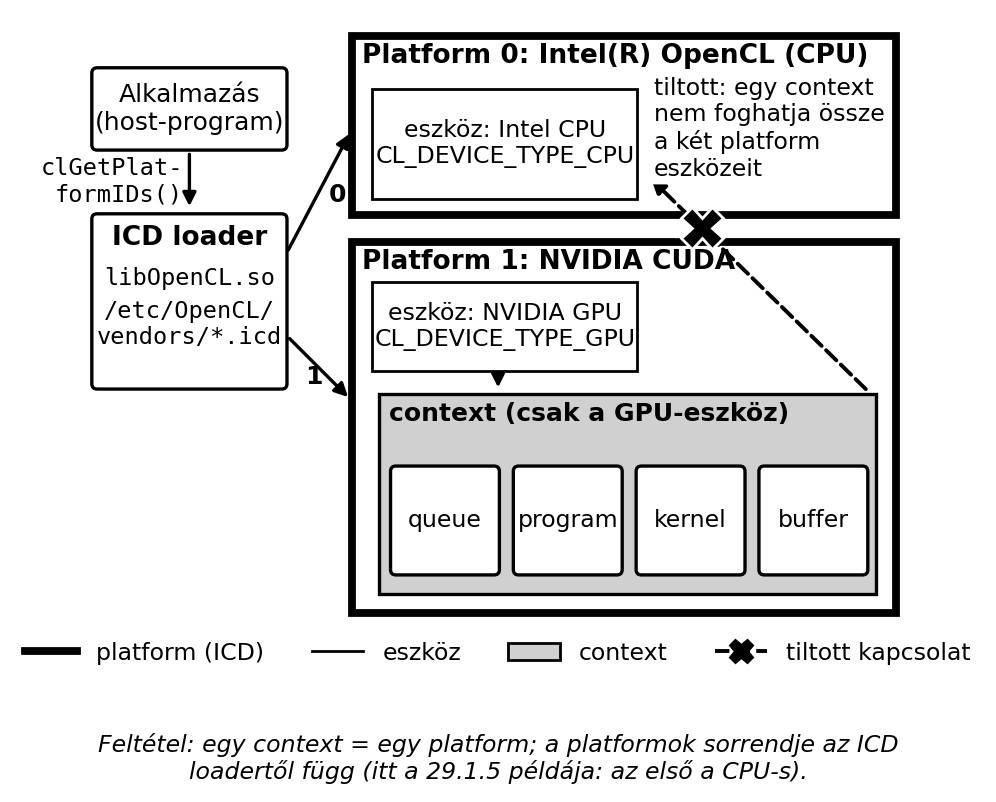 Platform 0: Intel(R) OpenCL (CPU)
Alkalmazás
(host-program)
eszköz: Intel CPU
CL_DEVICE_TYPE_CPU
tiltott: egy context
nem foghatja össze
a két platform
eszközeit
clGetPlat-
formIDs()
0
ICD loader
libOpenCL.so
/etc/OpenCL/
vendors/*.icd
1
Platform 1: NVIDIA CUDA
eszköz: NVIDIA GPU
CL_DEVICE_TYPE_GPU
context (csak a GPU-eszköz)
queue
program
kernel
buffer
platform (ICD)
eszköz
context
tiltott kapcsolat
Feltétel: egy context = egy platform; a platformok sorrendje az ICD
loadertől függ (itt a 29.1.5 példája: az első a CPU-s).